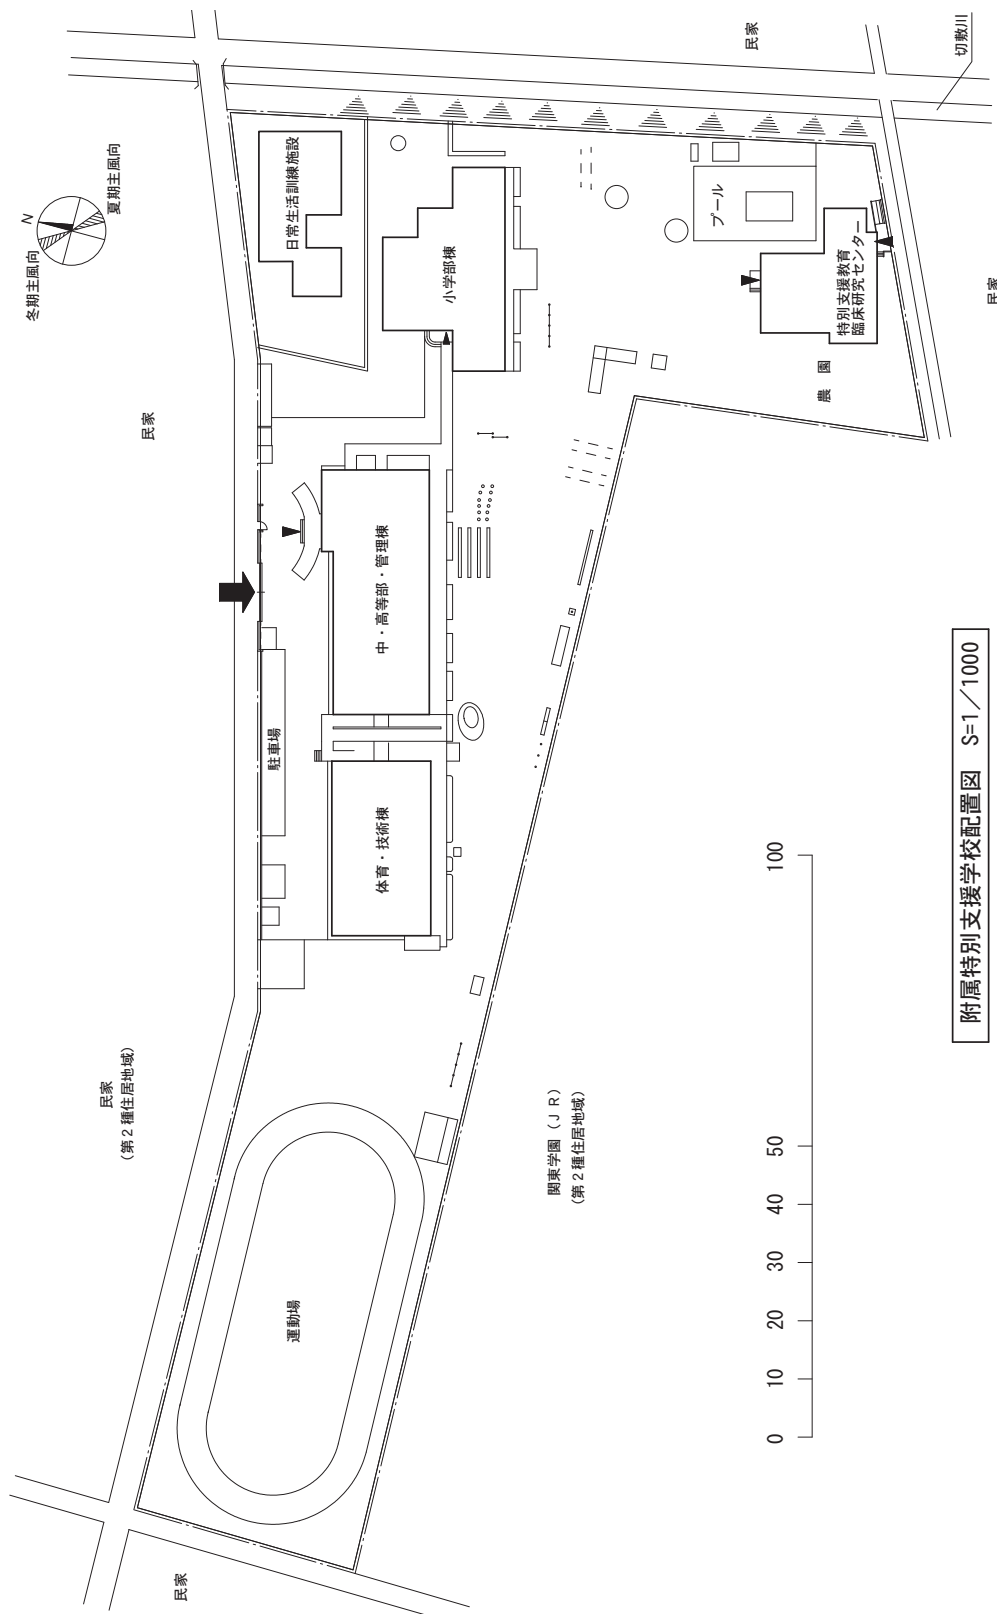 N
冬期主風向
夏期主風向
民家
切敷川
日常生活訓練施設
小学部棟
プール
特別支援教育
臨床研究センター
民家
農園
民家
中・高等部・管理棟
駐車場
体育・技術棟
民家
(第2種住居地域)
関東学園(JR)
(第2種住居地域)
運動場
民家
0 10 20 30 40 50 100
附属特別支援学校配置図 S=1/1000